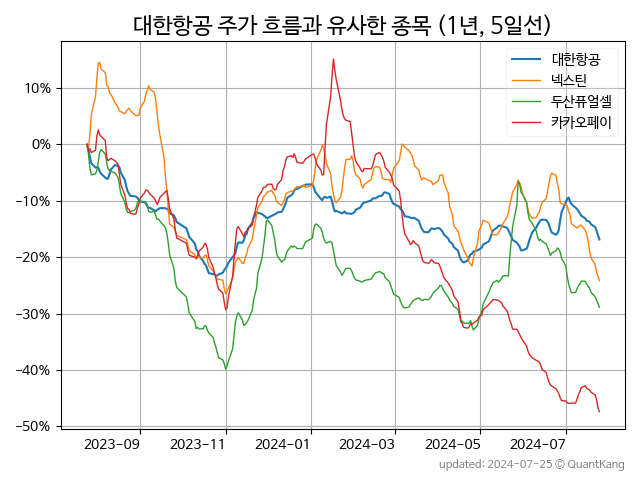 대한항공 주가 흐름과 유사한 종목 (1년, 5일선)
대한항공
넥스틴
두산퓨얼셀
카카오페이
10%
0%
−10%
−20%
−30%
−40%
−50%
2023-09 2023-11 2024-01 2024-03 2024-05 2024-07
updated: 2024-07-25 © QuantKang